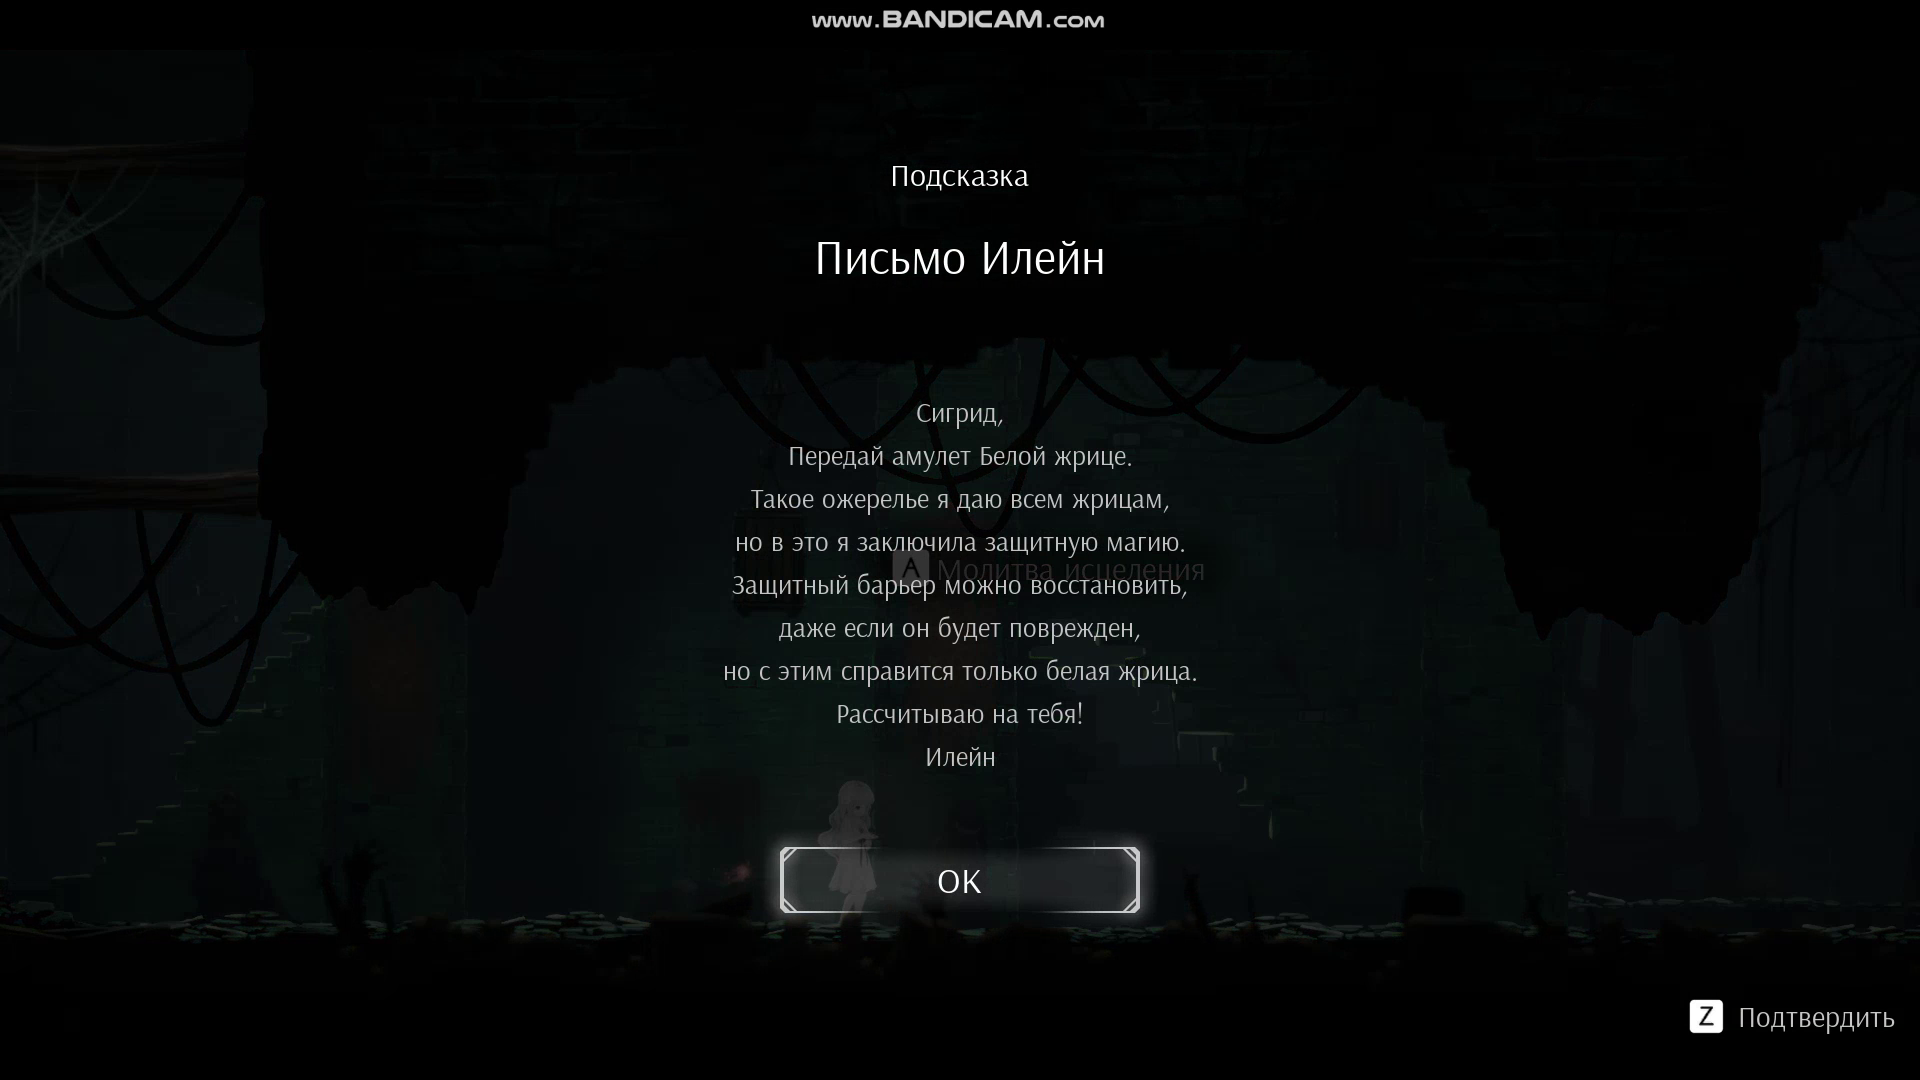 www.BANDICAM.com
Подсказка
Письмо Илейн
Сигрид,
Передай амулет Белой жрице.
Такое ожерелье я даю всем жрицам,
но в это я заключила защитную магию.
A Молитва исцеления
Защитный барьер можно восстановить,
даже если он будет поврежден,
но с этим справится только белая жрица.
Рассчитываю на тебя!
Илейн
OK
Z Подтвердить